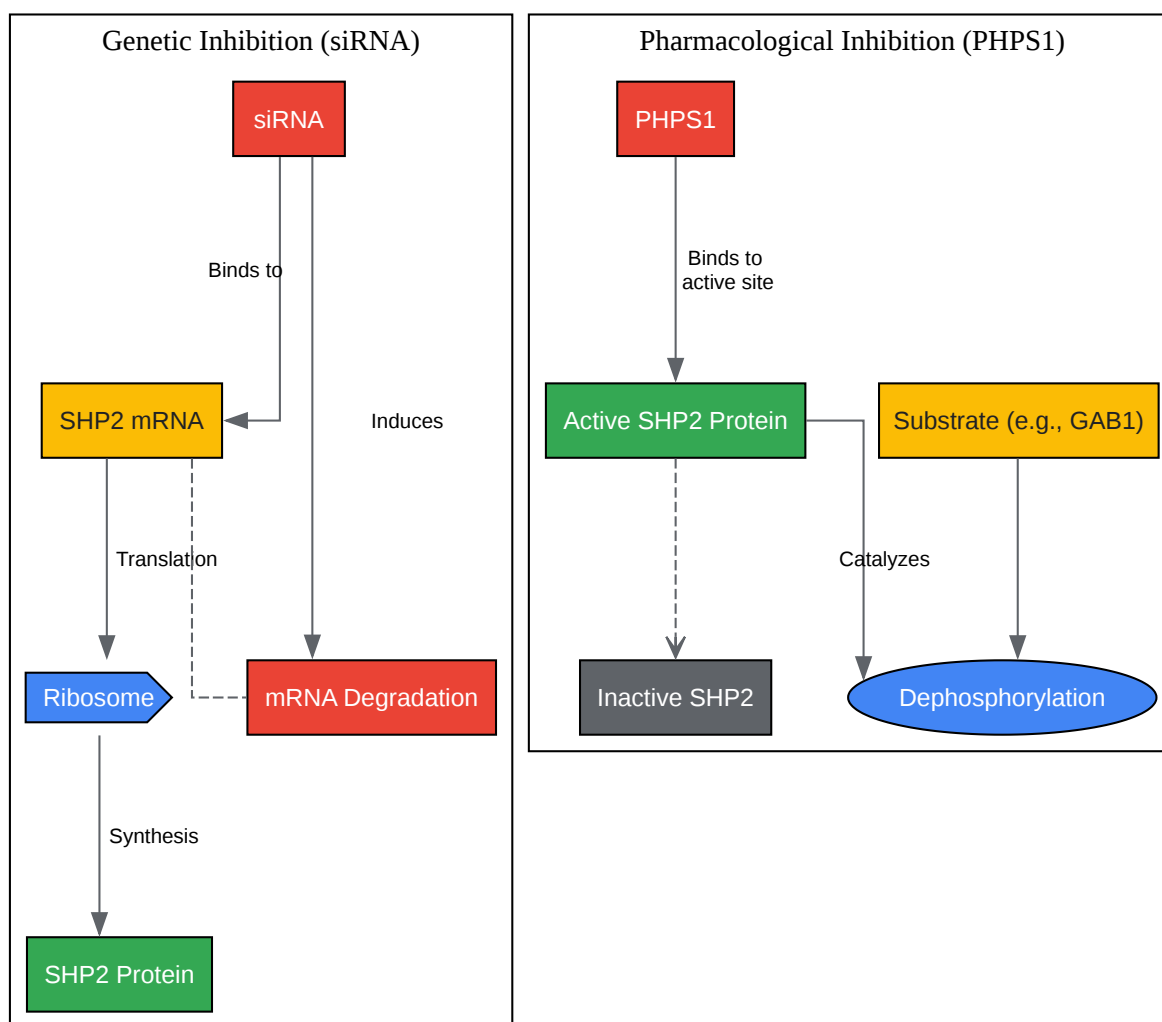 Genetic Inhibition (siRNA)
siRNA
Binds to
SHP2 mRNA
Induces
Translation
Ribosome
mRNA Degradation
Synthesis
SHP2 Protein
Pharmacological Inhibition (PHPS1)
PHPS1
Binds to
active site
Active SHP2 Protein
Substrate (e.g., GAB1)
Catalyzes
Inactive SHP2
Dephosphorylation